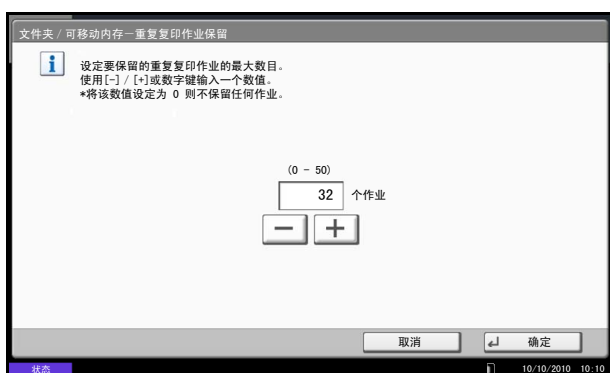 文件夹 / 可移动内存－重复复印作业保留
设定要保留的重复复印作业的最大数目。
使用[-] / [+]或数字键输入一个数值。
*将该数值设定为 0 则不保留任何作业。
(0 - 50)
32 个作业
取消 确定
状态 10/10/2010 10:10